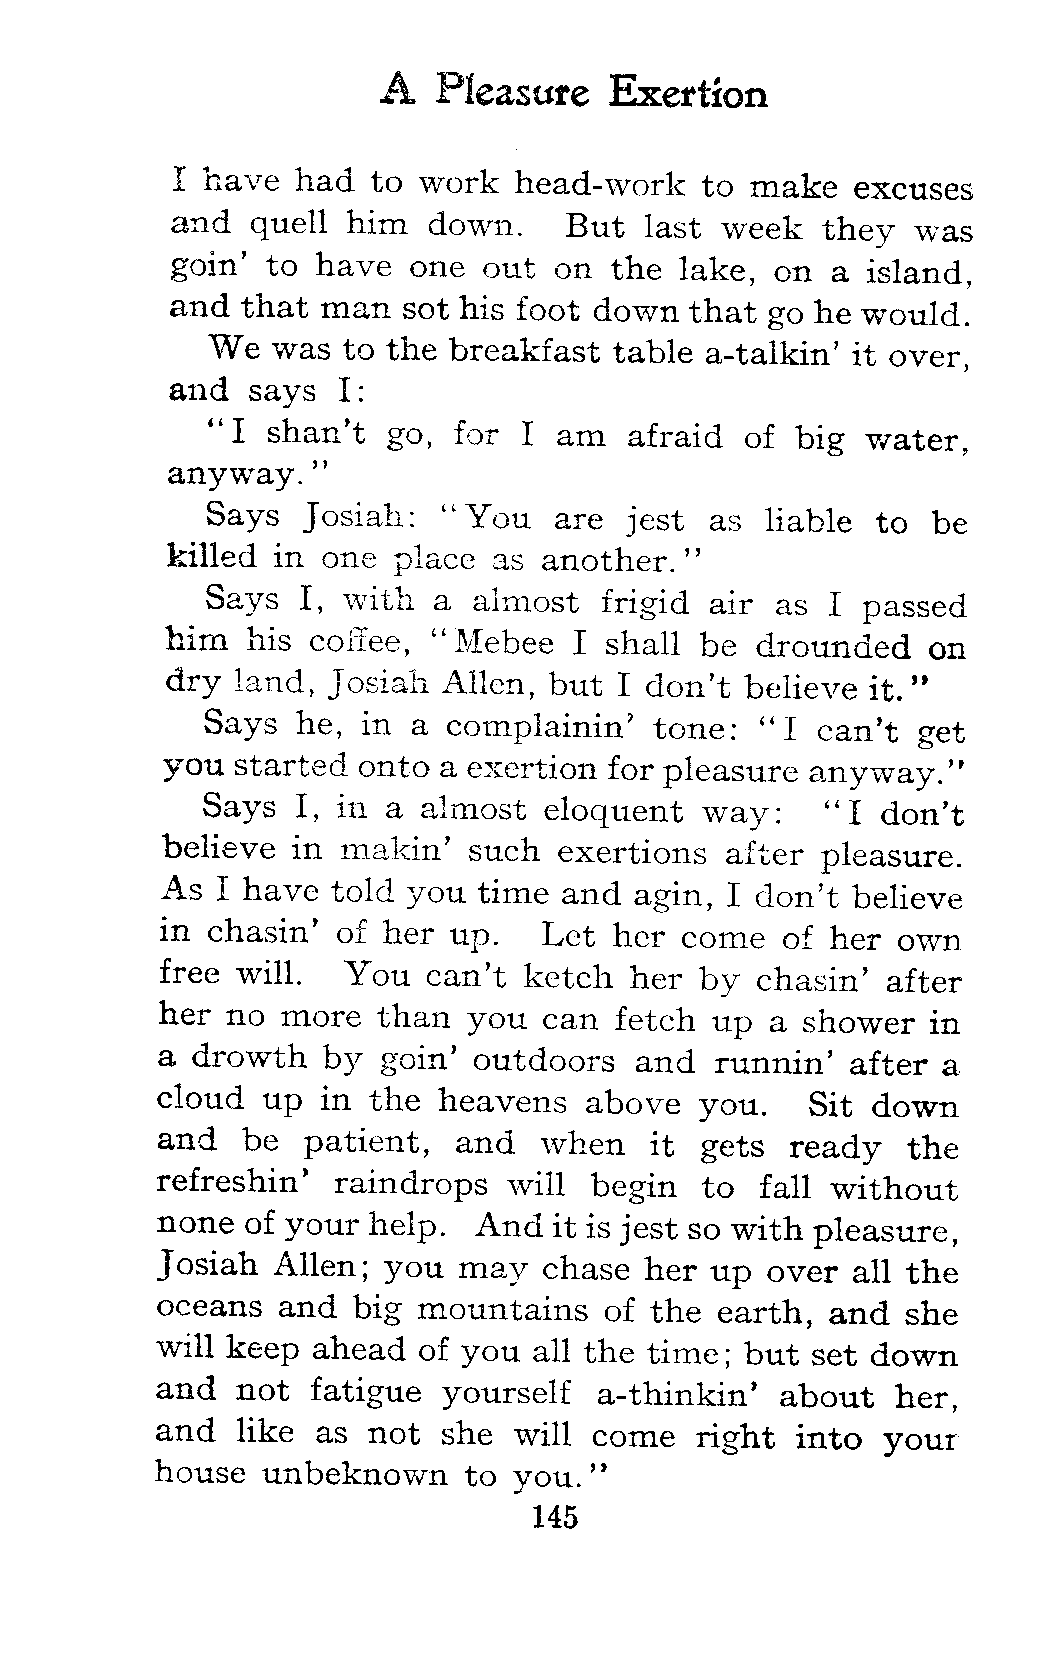 A Pleasure Exertion
I have had to work head-work to make excuses
and quell him down. But last week they was
goin' to have one out on the lake, on a island,
and that man sot his foot down that go he would.
We was to the breakfast table a-talkin' it over,
and says I:
"I shan't go, for I am afraid of big water,
anyway."
Says Josiah: "You are jest as liable to be
killed in one place as another."
Says I, with a almost frigid air as I passed
him his coffee, "Mebee I shall be drounded on
dry land, Josiah Allen, but I don't believe it."
Says he, in a complainin' tone: "I can't get
you started onto a exertion for pleasure anyway."
Says I, in a almost eloquent way: "I don't
believe in makin' such exertions after pleasure.
As I have told you time and agin, I don't believe
in chasin' of her up. Let her come of her own
free will. You can't ketch her by chasin' after
her no more than you can fetch up a shower in
a drowth by goin' outdoors and runnin' after a
cloud up in the heavens above you. Sit down
and be patient, and when it gets ready the
refreshin' raindrops will begin to fall without
none of your help. And it is jest so with pleasure,
Josiah Allen; you may chase her up over all the
oceans and big mountains of the earth, and she
will keep ahead of you all the time; but set down
and not fatigue yourself a-thinkin' about her,
and like as not she will come right into your
house unbeknown to you."
145